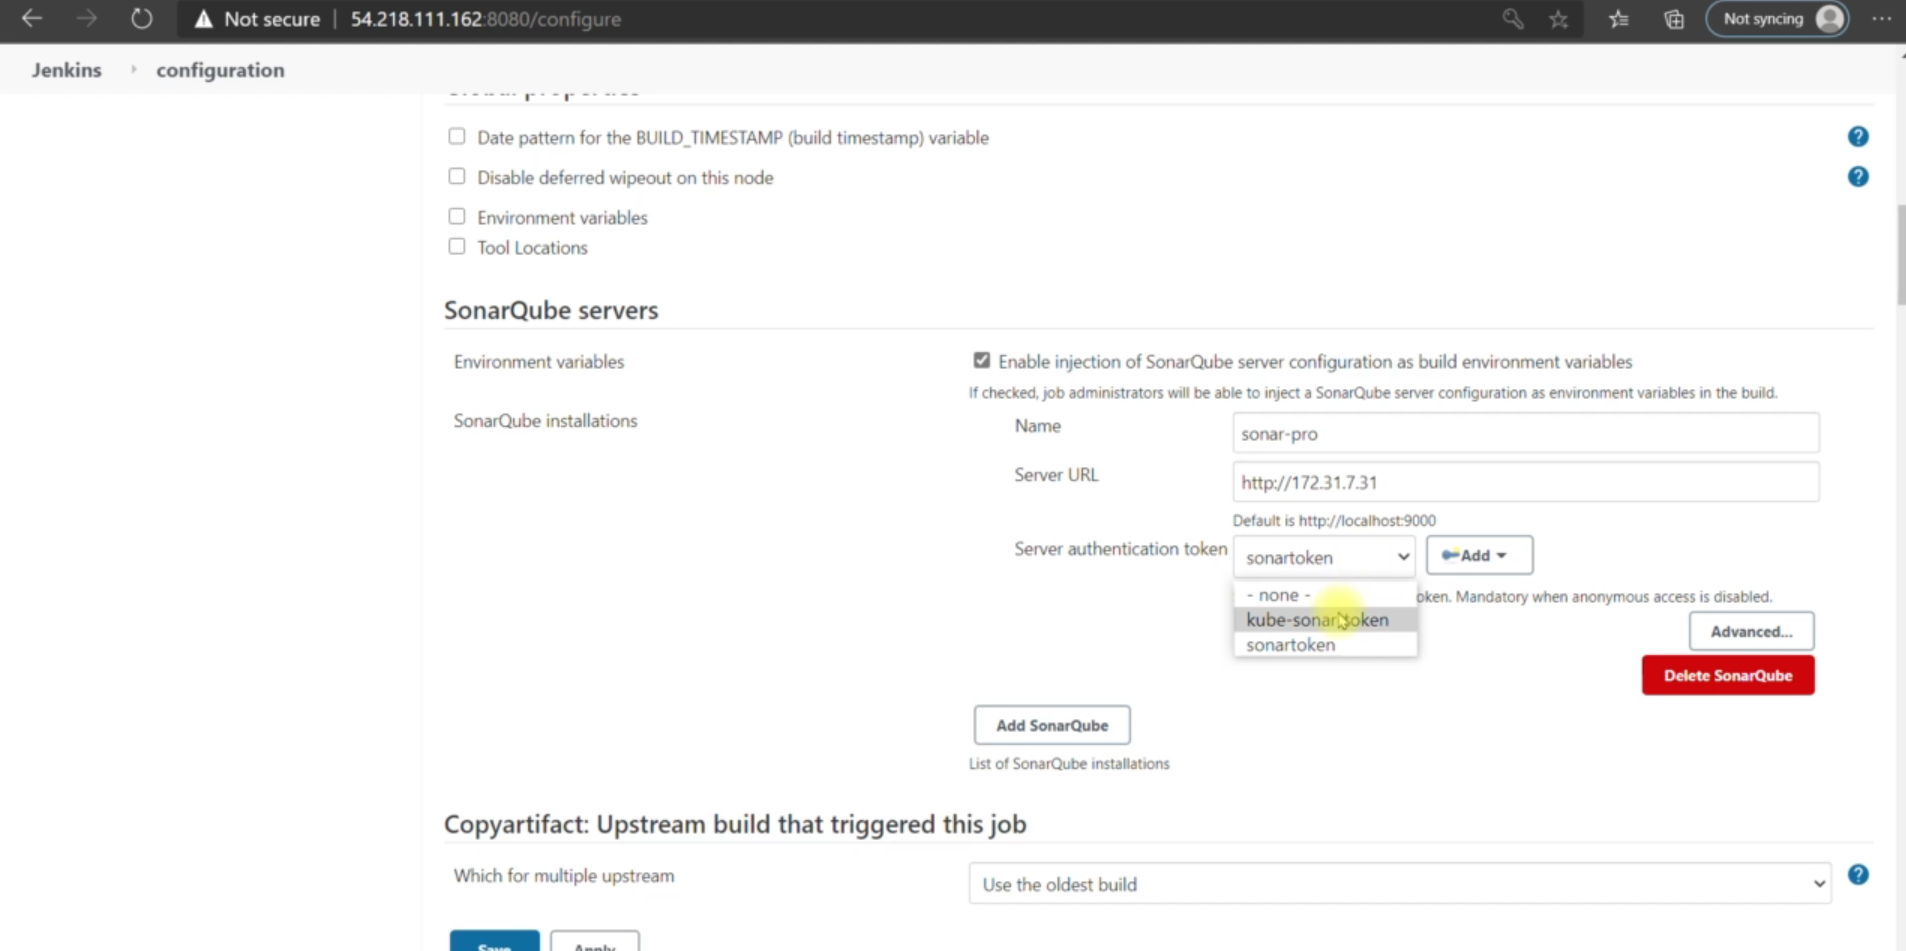 Not secure | 54.218.111.162:8080/configure
Not syncing
Jenkins
configuration
Global properties
Date pattern for the BUILD_TIMESTAMP (build timestamp) variable
Disable deferred wipeout on this node
Environment variables
Tool Locations
SonarQube servers
Environment variables
Enable injection of SonarQube server configuration as build environment variables
If checked, job administrators will be able to inject a SonarQube server configuration as environment variables in the build.
SonarQube installations
Name
sonar-pro
Server URL
http://172.31.7.31
Default is http://localhost:9000
Server authentication token
sonartoken
Add
- none -
oken. Mandatory when anonymous access is disabled.
kube-sonar-token
sonartoken
Advanced...
Delete SonarQube
Add SonarQube
List of SonarQube installations
Copyartifact: Upstream build that triggered this job
Which for multiple upstream
Use the oldest build
Save
Apply